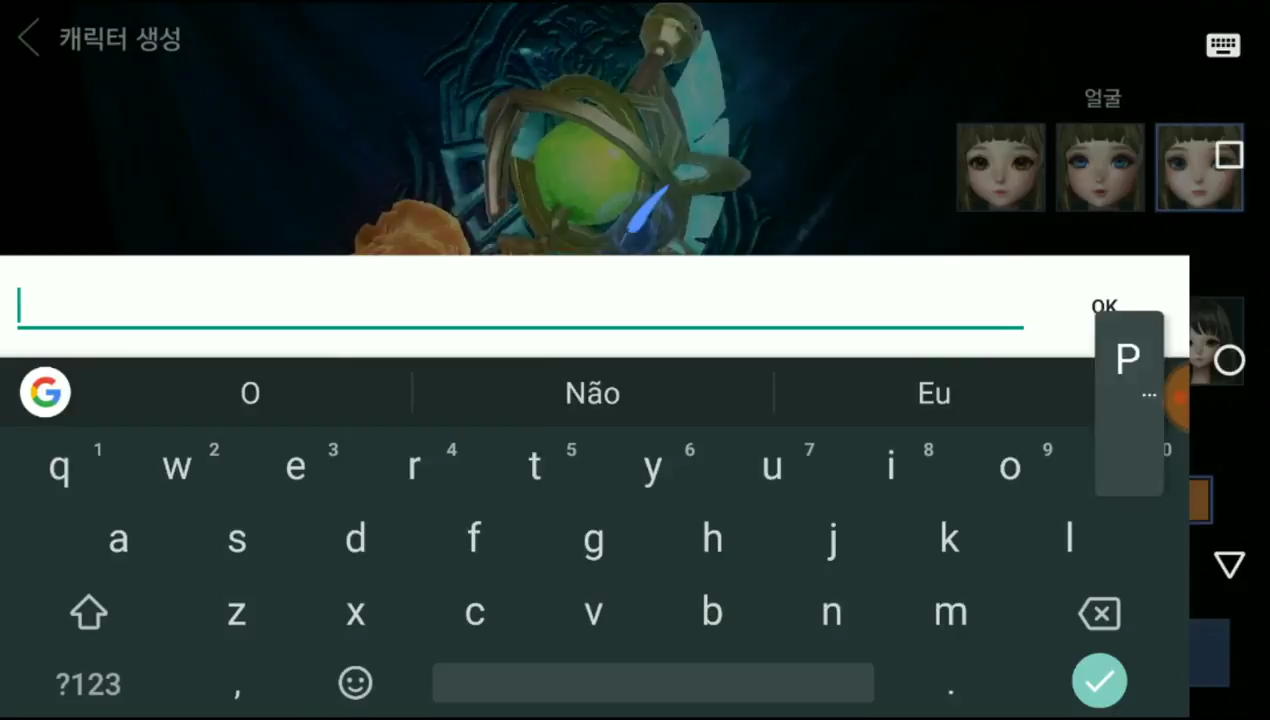 캐릭터 생성
얼굴
OK
P
...
O Não Eu
q 1 w 2 e 3 r 4 t 5 y 6 u 7 i 8 o 9 0
a s d f g h j k l
z x c v b n m
?123 , .